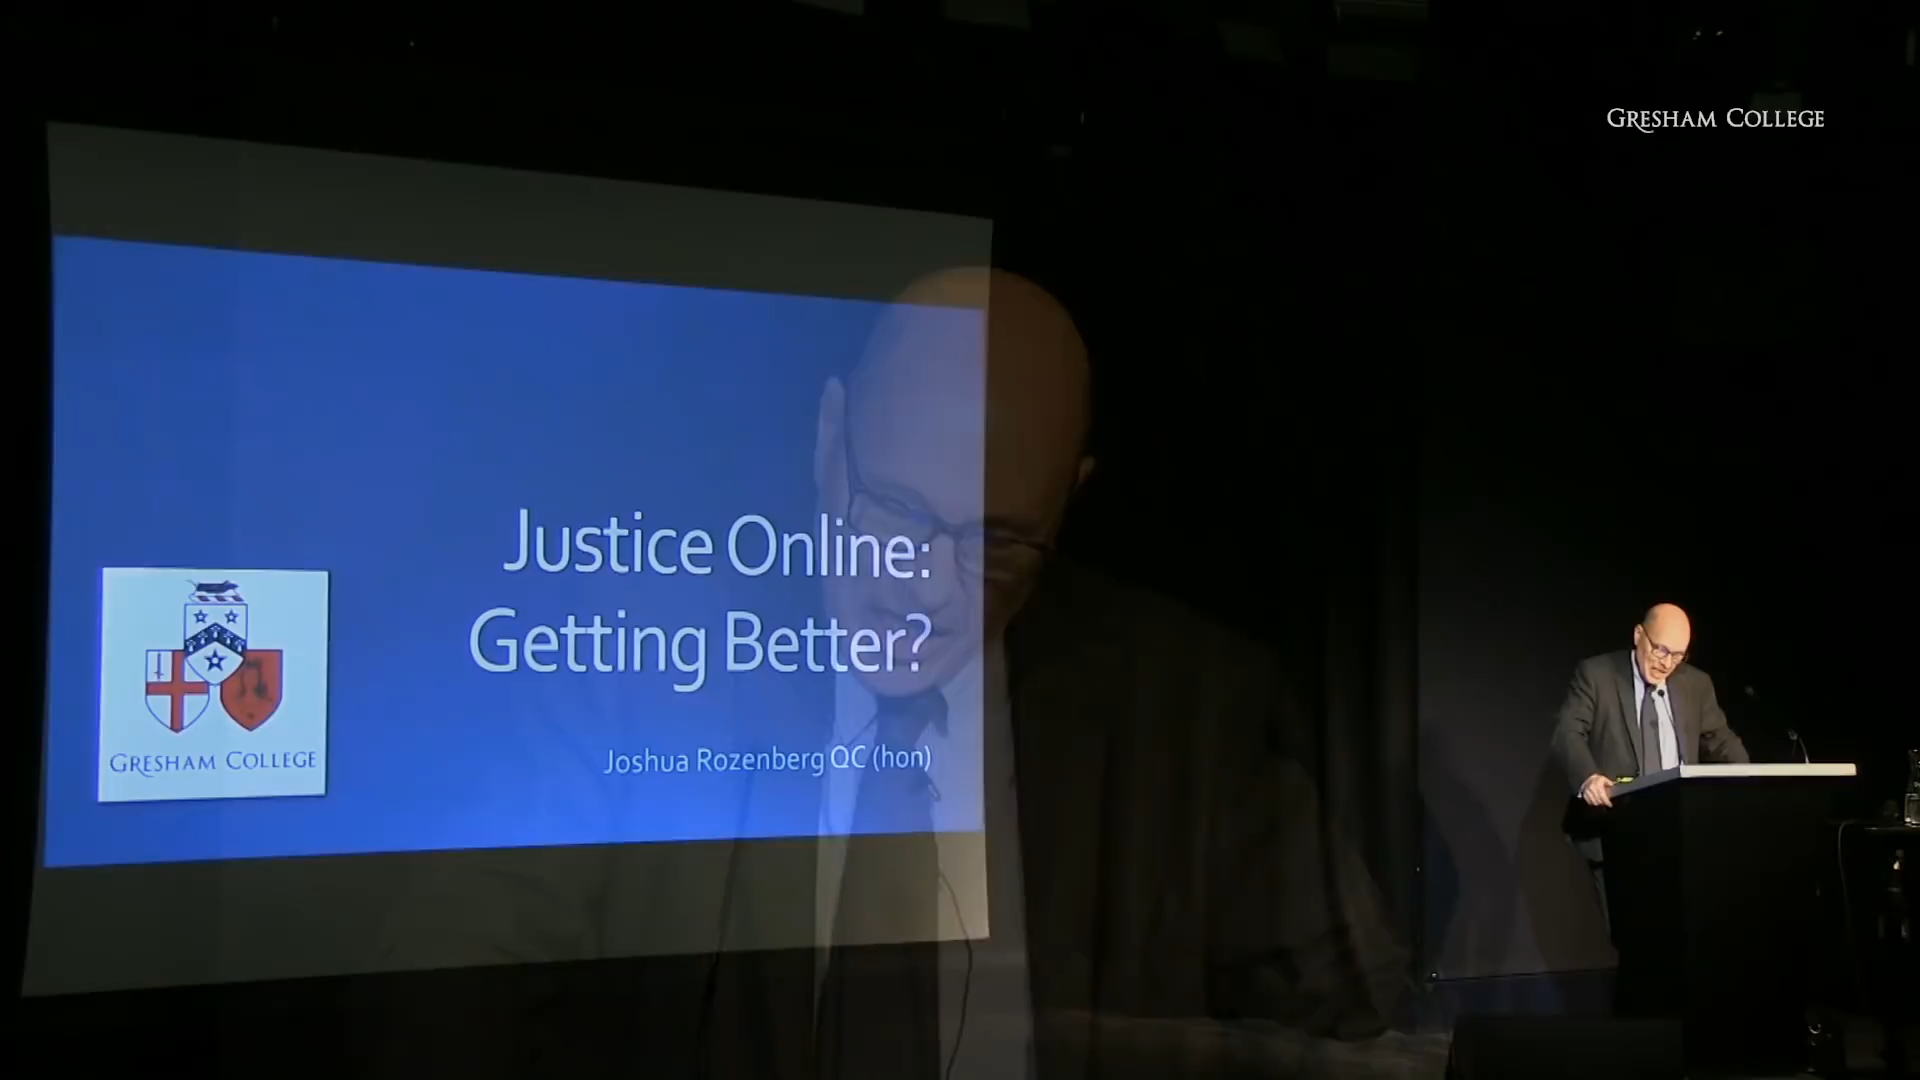 GRESHAM COLLEGE
Justice Online:
Getting Better?
GRESHAM COLLEGE
Joshua Rozenberg QC (hon)